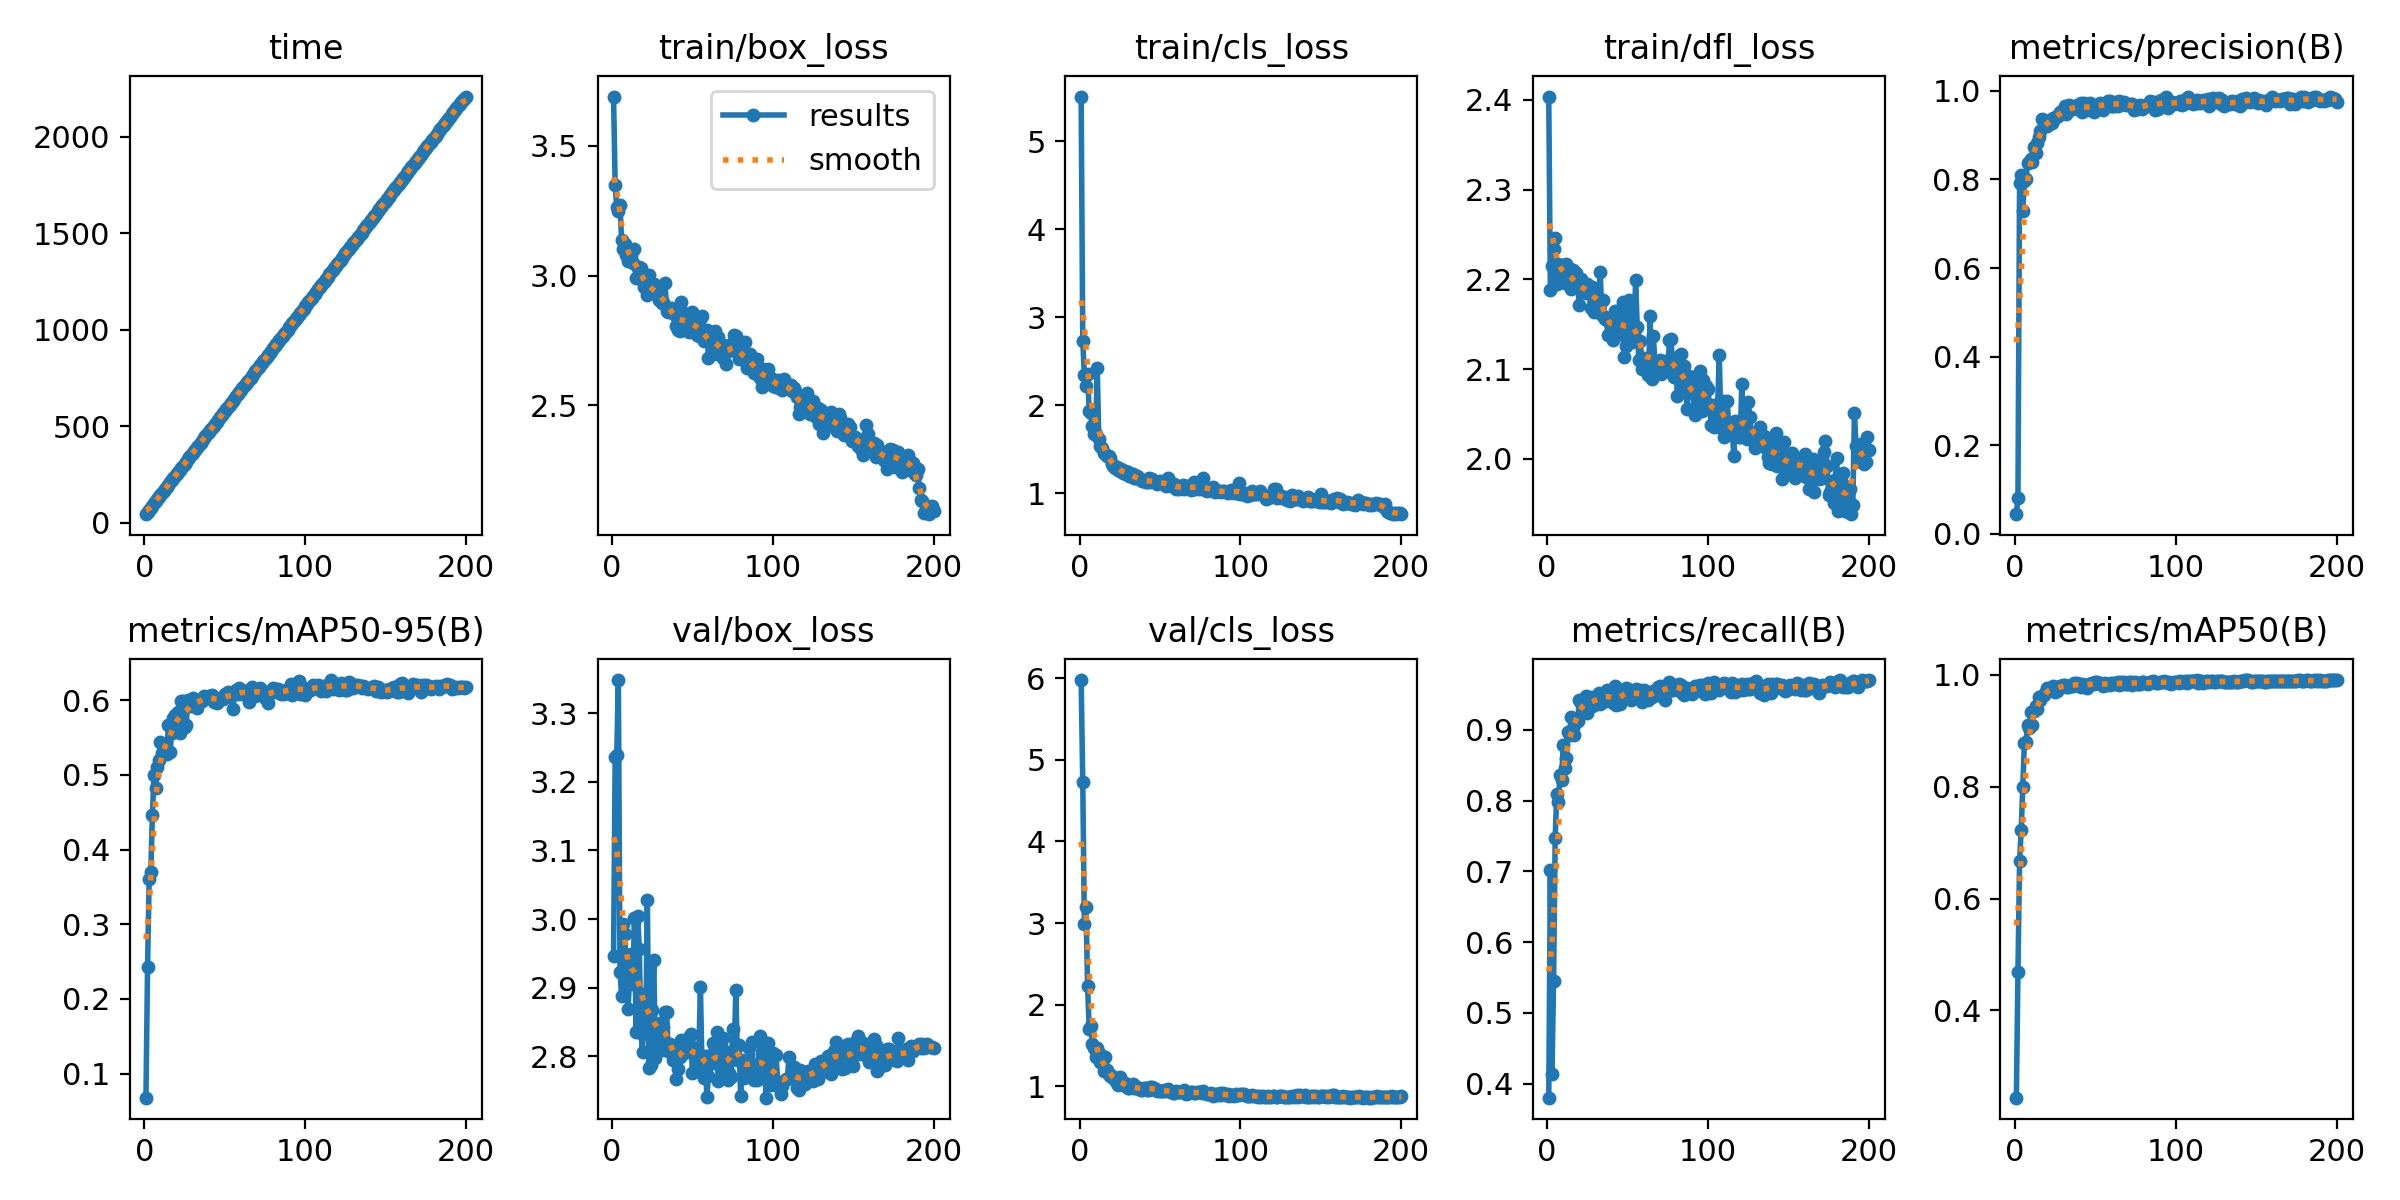 time
2000
1500
1000
500
0
0 100 200
train/box_loss
results
smooth
3.5
3.0
2.5
0 100 200
train/cls_loss
5
4
3
2
1
0 100 200
train/dfl_loss
2.4
2.3
2.2
2.1
2.0
0 100 200
metrics/precision(B)
1.0
0.8
0.6
0.4
0.2
0.0
0 100 200
metrics/mAP50-95(B)
0.6
0.5
0.4
0.3
0.2
0.1
0 100 200
val/box_loss
3.3
3.2
3.1
3.0
2.9
2.8
0 100 200
val/cls_loss
6
5
4
3
2
1
0 100 200
metrics/recall(B)
0.9
0.8
0.7
0.6
0.5
0.4
0 100 200
metrics/mAP50(B)
1.0
0.8
0.6
0.4
0 100 200